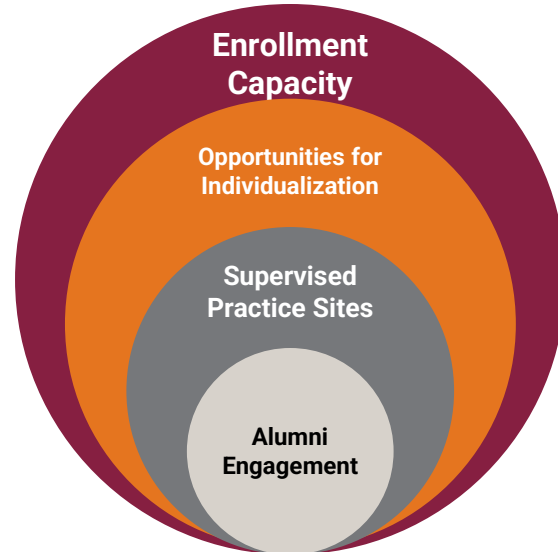 Enrollment
Capacity
Opportunities for
Individualization
Supervised
Practice Sites
Alumni
Engagement